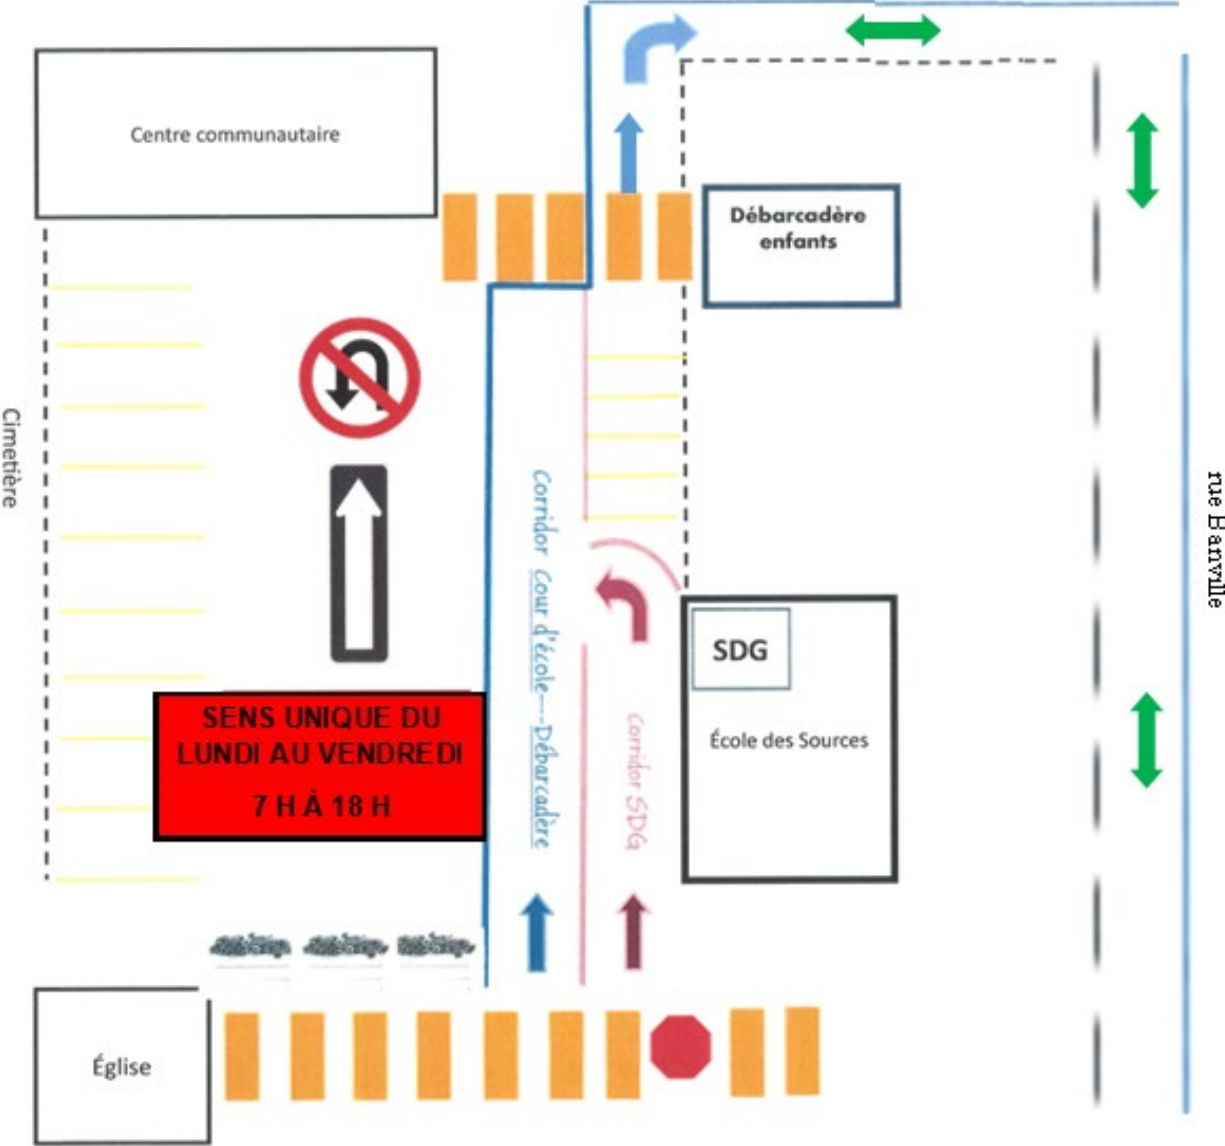 Centre communautaire
Débarcadère
enfants
Cimetière
rue Banville
Corridor Cour d'école---Débarcadère
SDG
École des Sources
Corridor SDG
SENS UNIQUE DU
LUNDI AU VENDREDI
7 H À 18 H
Église